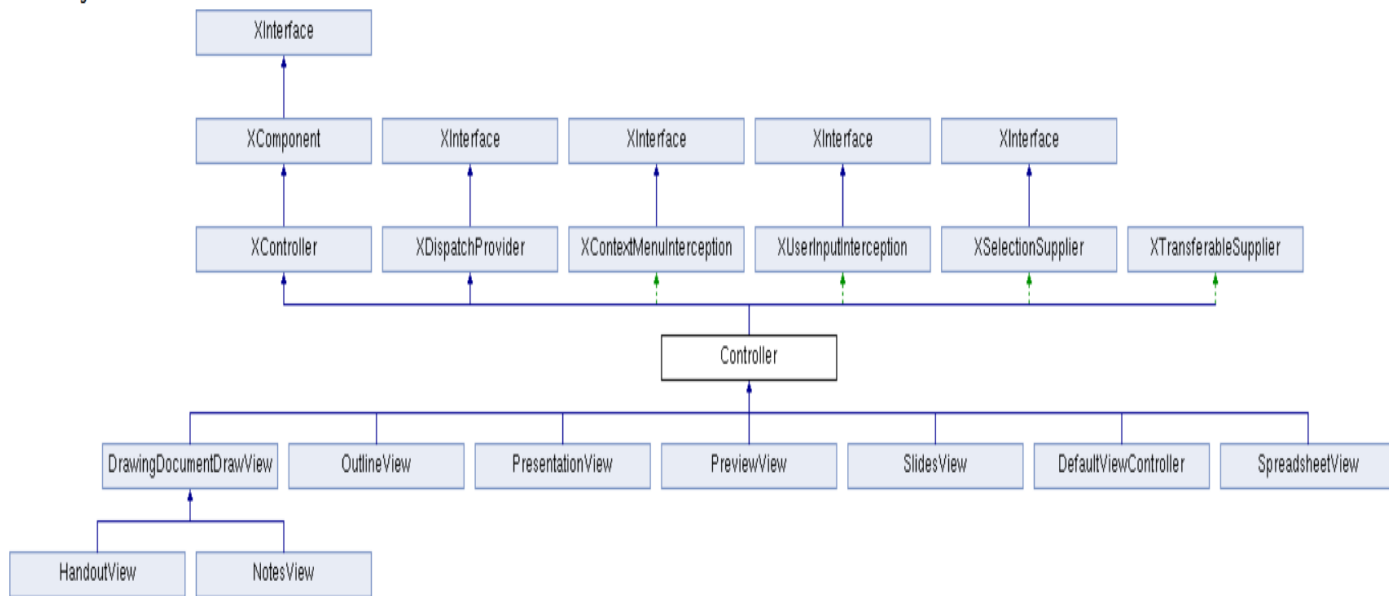 XInterface
XComponent XInterface XInterface XInterface XInterface
XController XDispatchProvider XContextMenuInterception XUserInputInterception XSelectionSupplier XTransferableSupplier
Controller
DrawingDocumentDrawView OutlineView PresentationView PreviewView SlidesView DefaultViewController SpreadsheetView
HandoutView NotesView